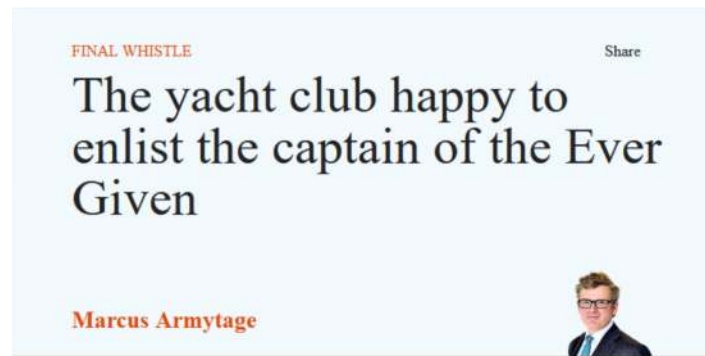 FINAL WHISTLE
Share
The yacht club happy to
enlist the captain of the Ever
Given
Marcus Armytage